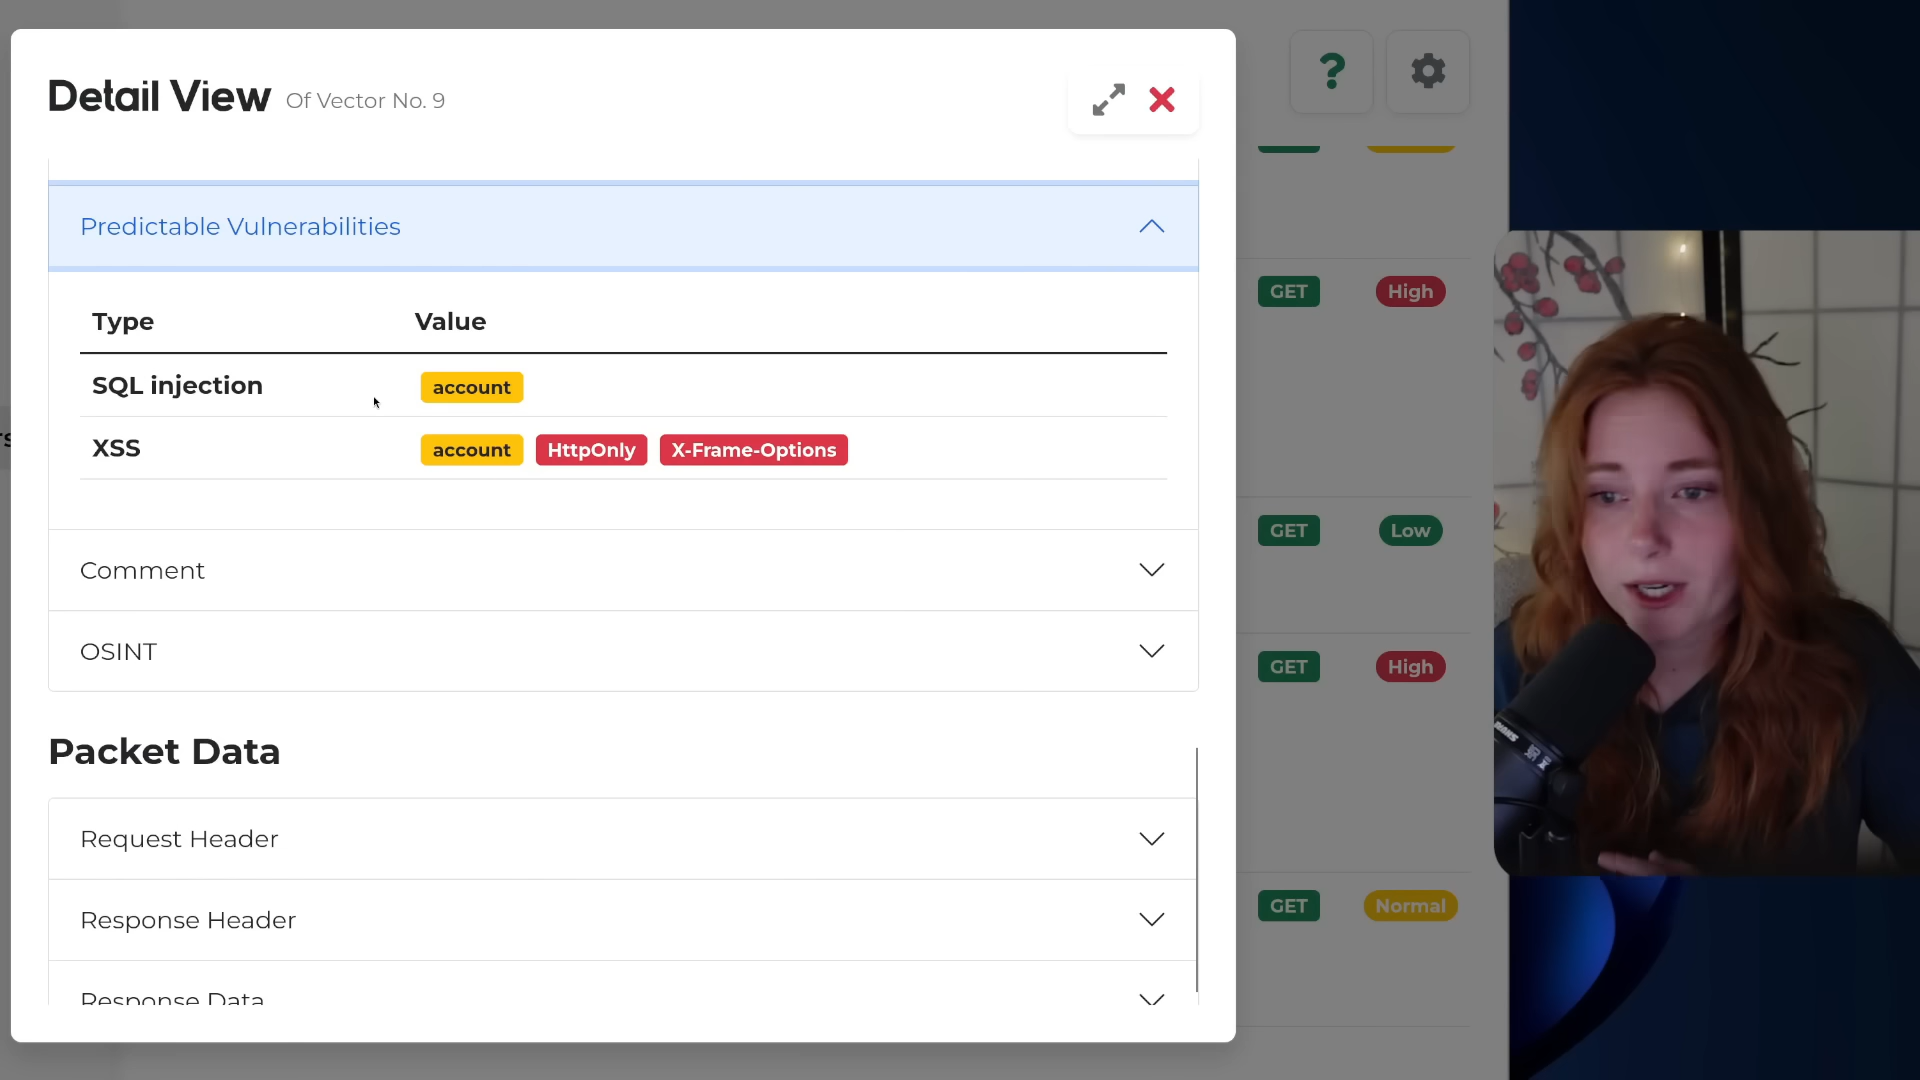 Detail View Of Vector No. 9
Predictable Vulnerabilities
Type Value
SQL injection account
XSS account HttpOnly X-Frame-Options
Comment
OSINT
Packet Data
Request Header
Response Header
Response Data
?
GET High
GET Low
GET High
GET Normal